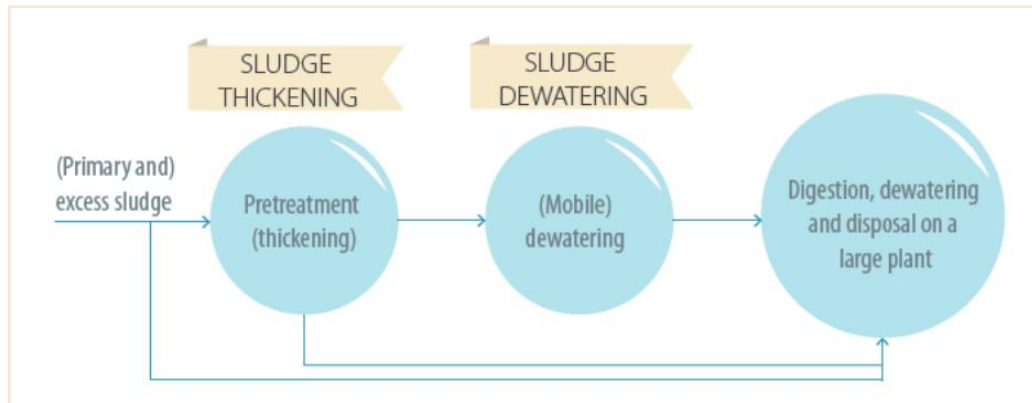 SLUDGE
THICKENING
SLUDGE
DEWATERING
(Primary and)
excess sludge
Pretreatment
(thickening)
(Mobile)
dewatering
Digestion, dewatering
and disposal on a
large plant